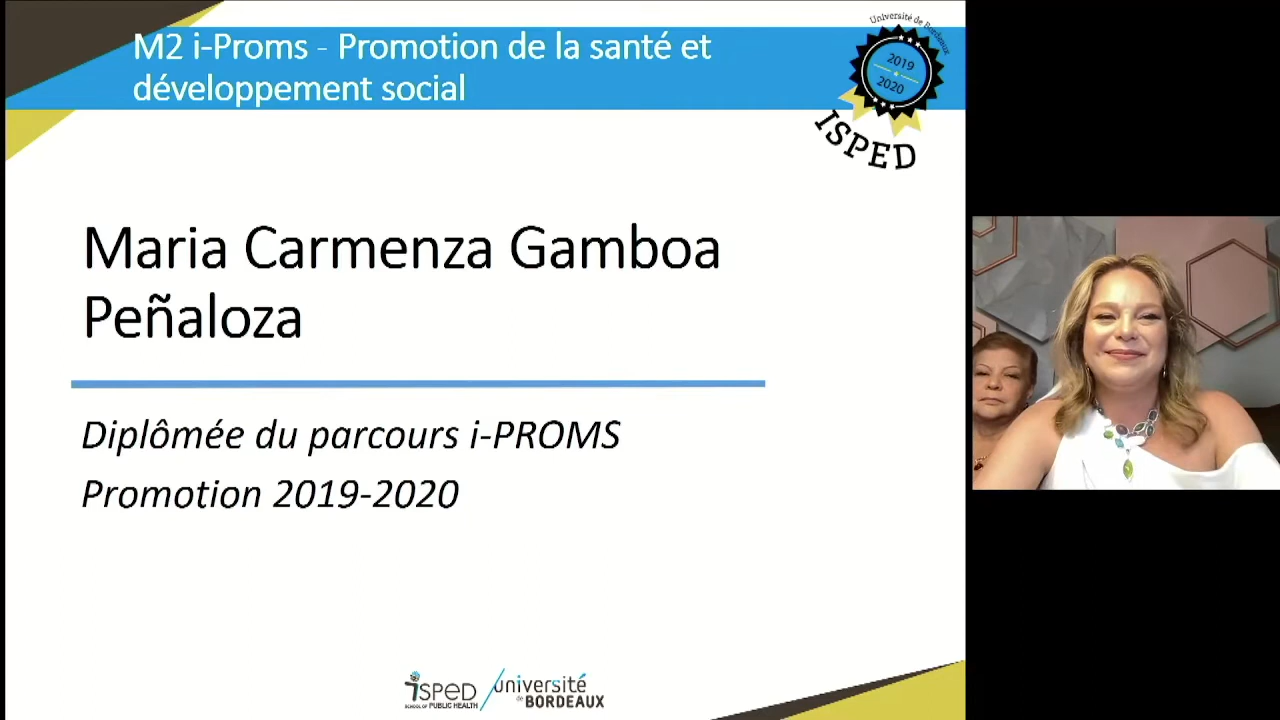 M2 i-Proms - Promotion de la santé et
développement social
Université de Bordeaux
2019
2020
ISPED
Maria Carmenza Gamboa
Peñaloza
Diplômée du parcours i-PROMS
Promotion 2019-2020
isped
SCHOOL OF PUBLIC HEALTH
université
de BORDEAUX